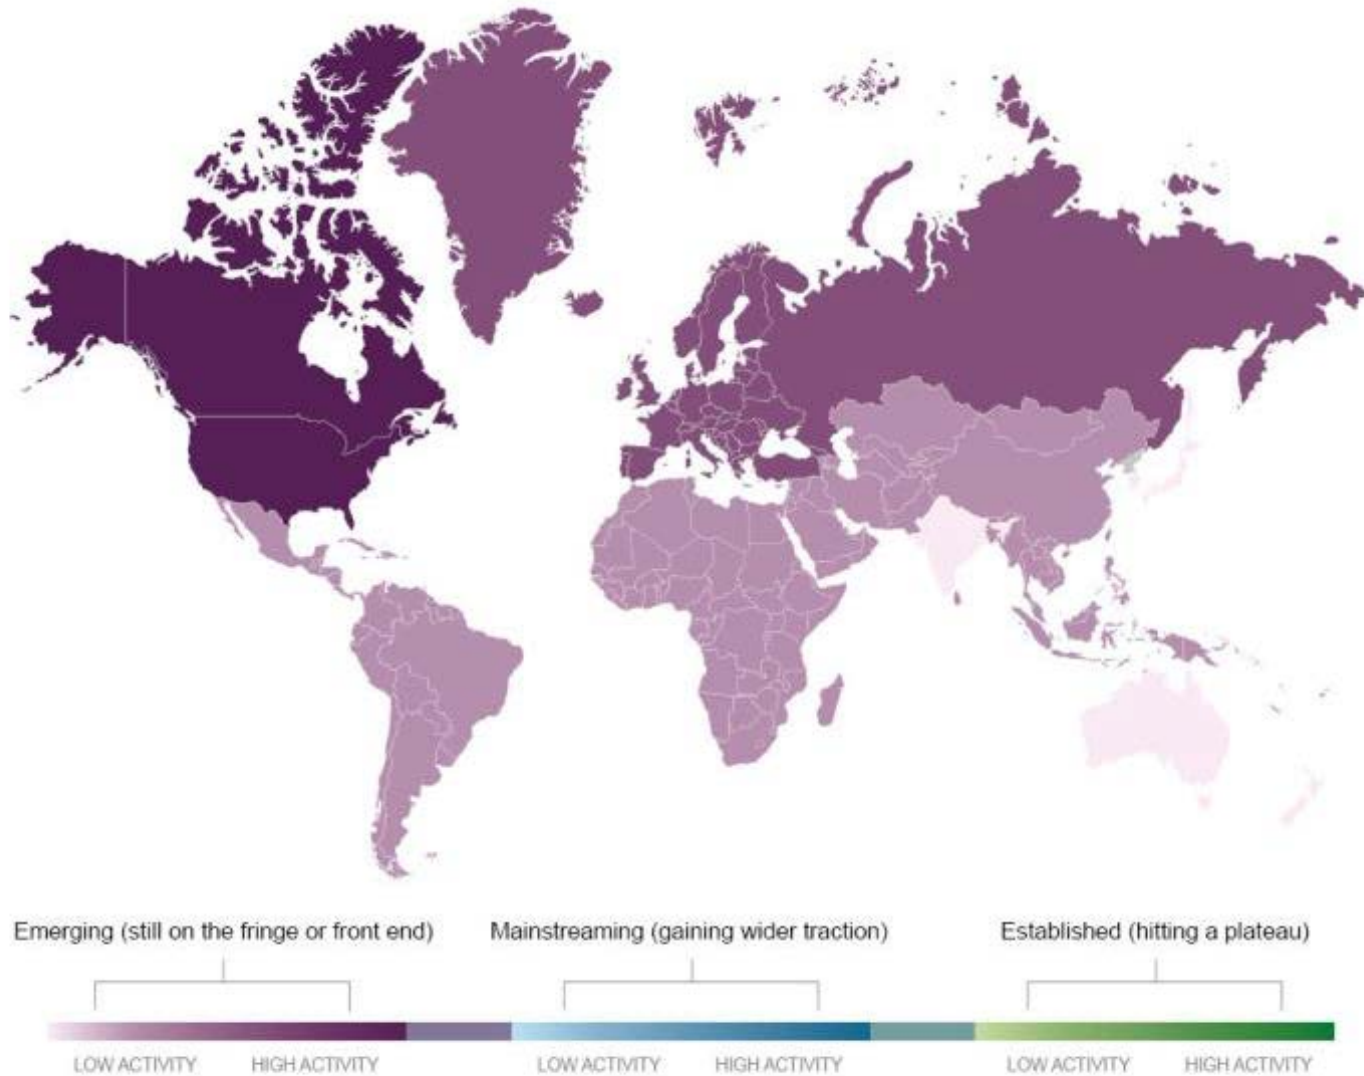 Emerging (still on the fringe or front end) Mainstreaming (gaining wider traction) Established (hitting a plateau)
LOW ACTIVITY HIGH ACTIVITY LOW ACTIVITY HIGH ACTIVITY LOW ACTIVITY HIGH ACTIVITY